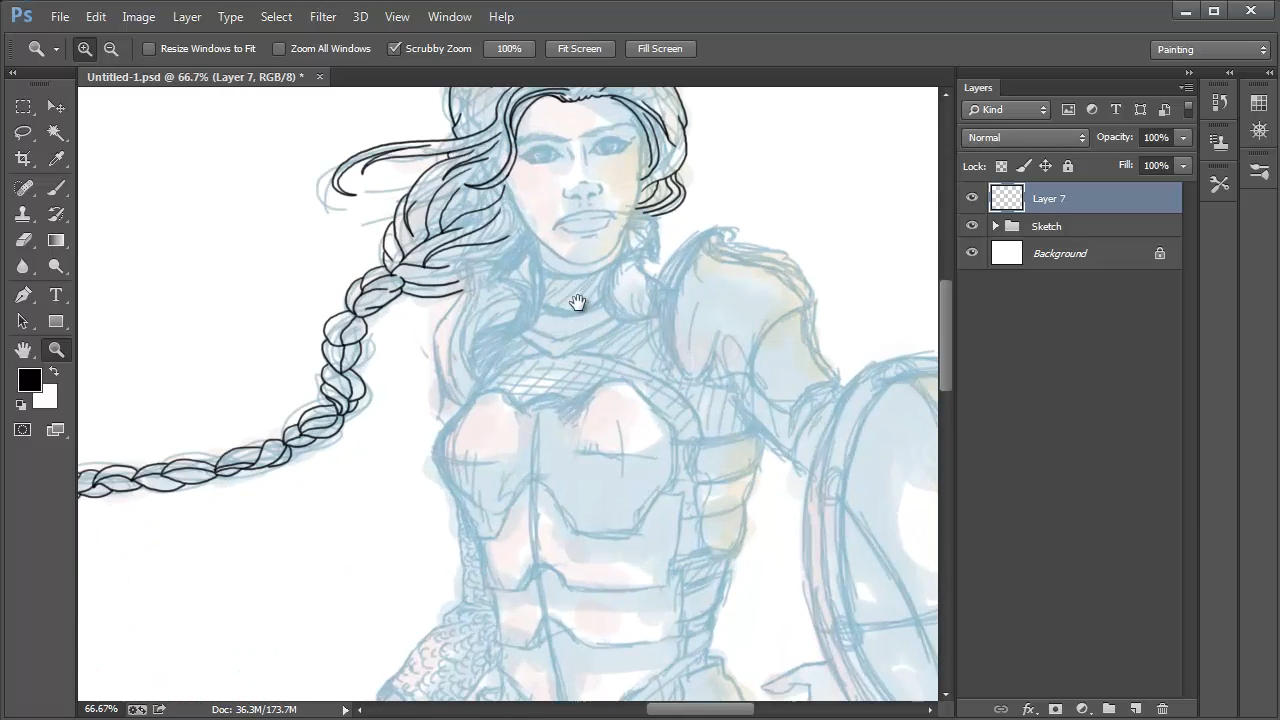 Ps File Edit Image Layer Type Select Filter 3D View Window Help
Resize Windows to Fit Zoom All Windows Scrubby Zoom 100% Fit Screen Fill Screen Painting
Untitled-1.psd @ 66.7% (Layer 7, RGB/8) *
Layers
Kind
Normal Opacity: 100%
Lock: Fill: 100%
Layer 7
Sketch
Background
66.67% Doc: 36.3M/173.7M